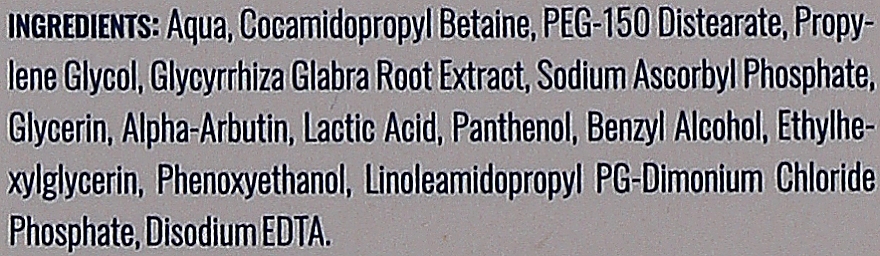 INGREDIENTS: Aqua, Cocamidopropyl Betaine, PEG-150 Distearate, Propy-
lene Glycol, Glycyrrhiza Glabra Root Extract, Sodium Ascorbyl Phosphate,
Glycerin, Alpha-Arbutin, Lactic Acid, Panthenol, Benzyl Alcohol, Ethylhe-
xylglycerin, Phenoxyethanol, Linoleamidopropyl PG-Dimonium Chloride
Phosphate, Disodium EDTA.